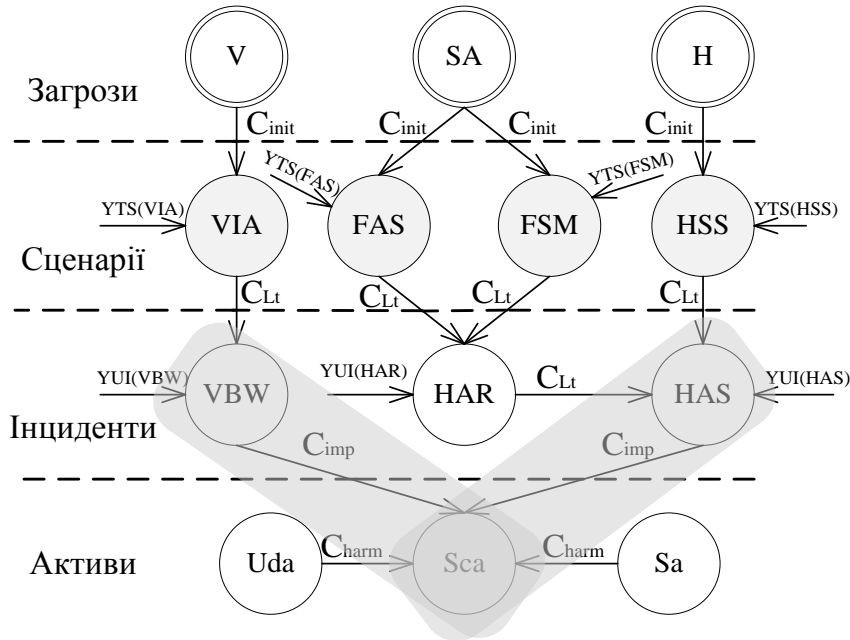 V
SA
H
Загрози
Cinit
Cinit
Cinit
Cinit
YTS(FAS)
YTS(FSM)
YTS(VIA)
VIA
FAS
FSM
HSS
YTS(HSS)
Сценарії
CLt
CLt
CLt
CLt
YUI(VBW)
VBW
YUI(HAR)
HAR
CLt
HAS
YUI(HAS)
Інциденти
Cimp
Cimp
Активи
Uda
Charm
Sca
Charm
Sa